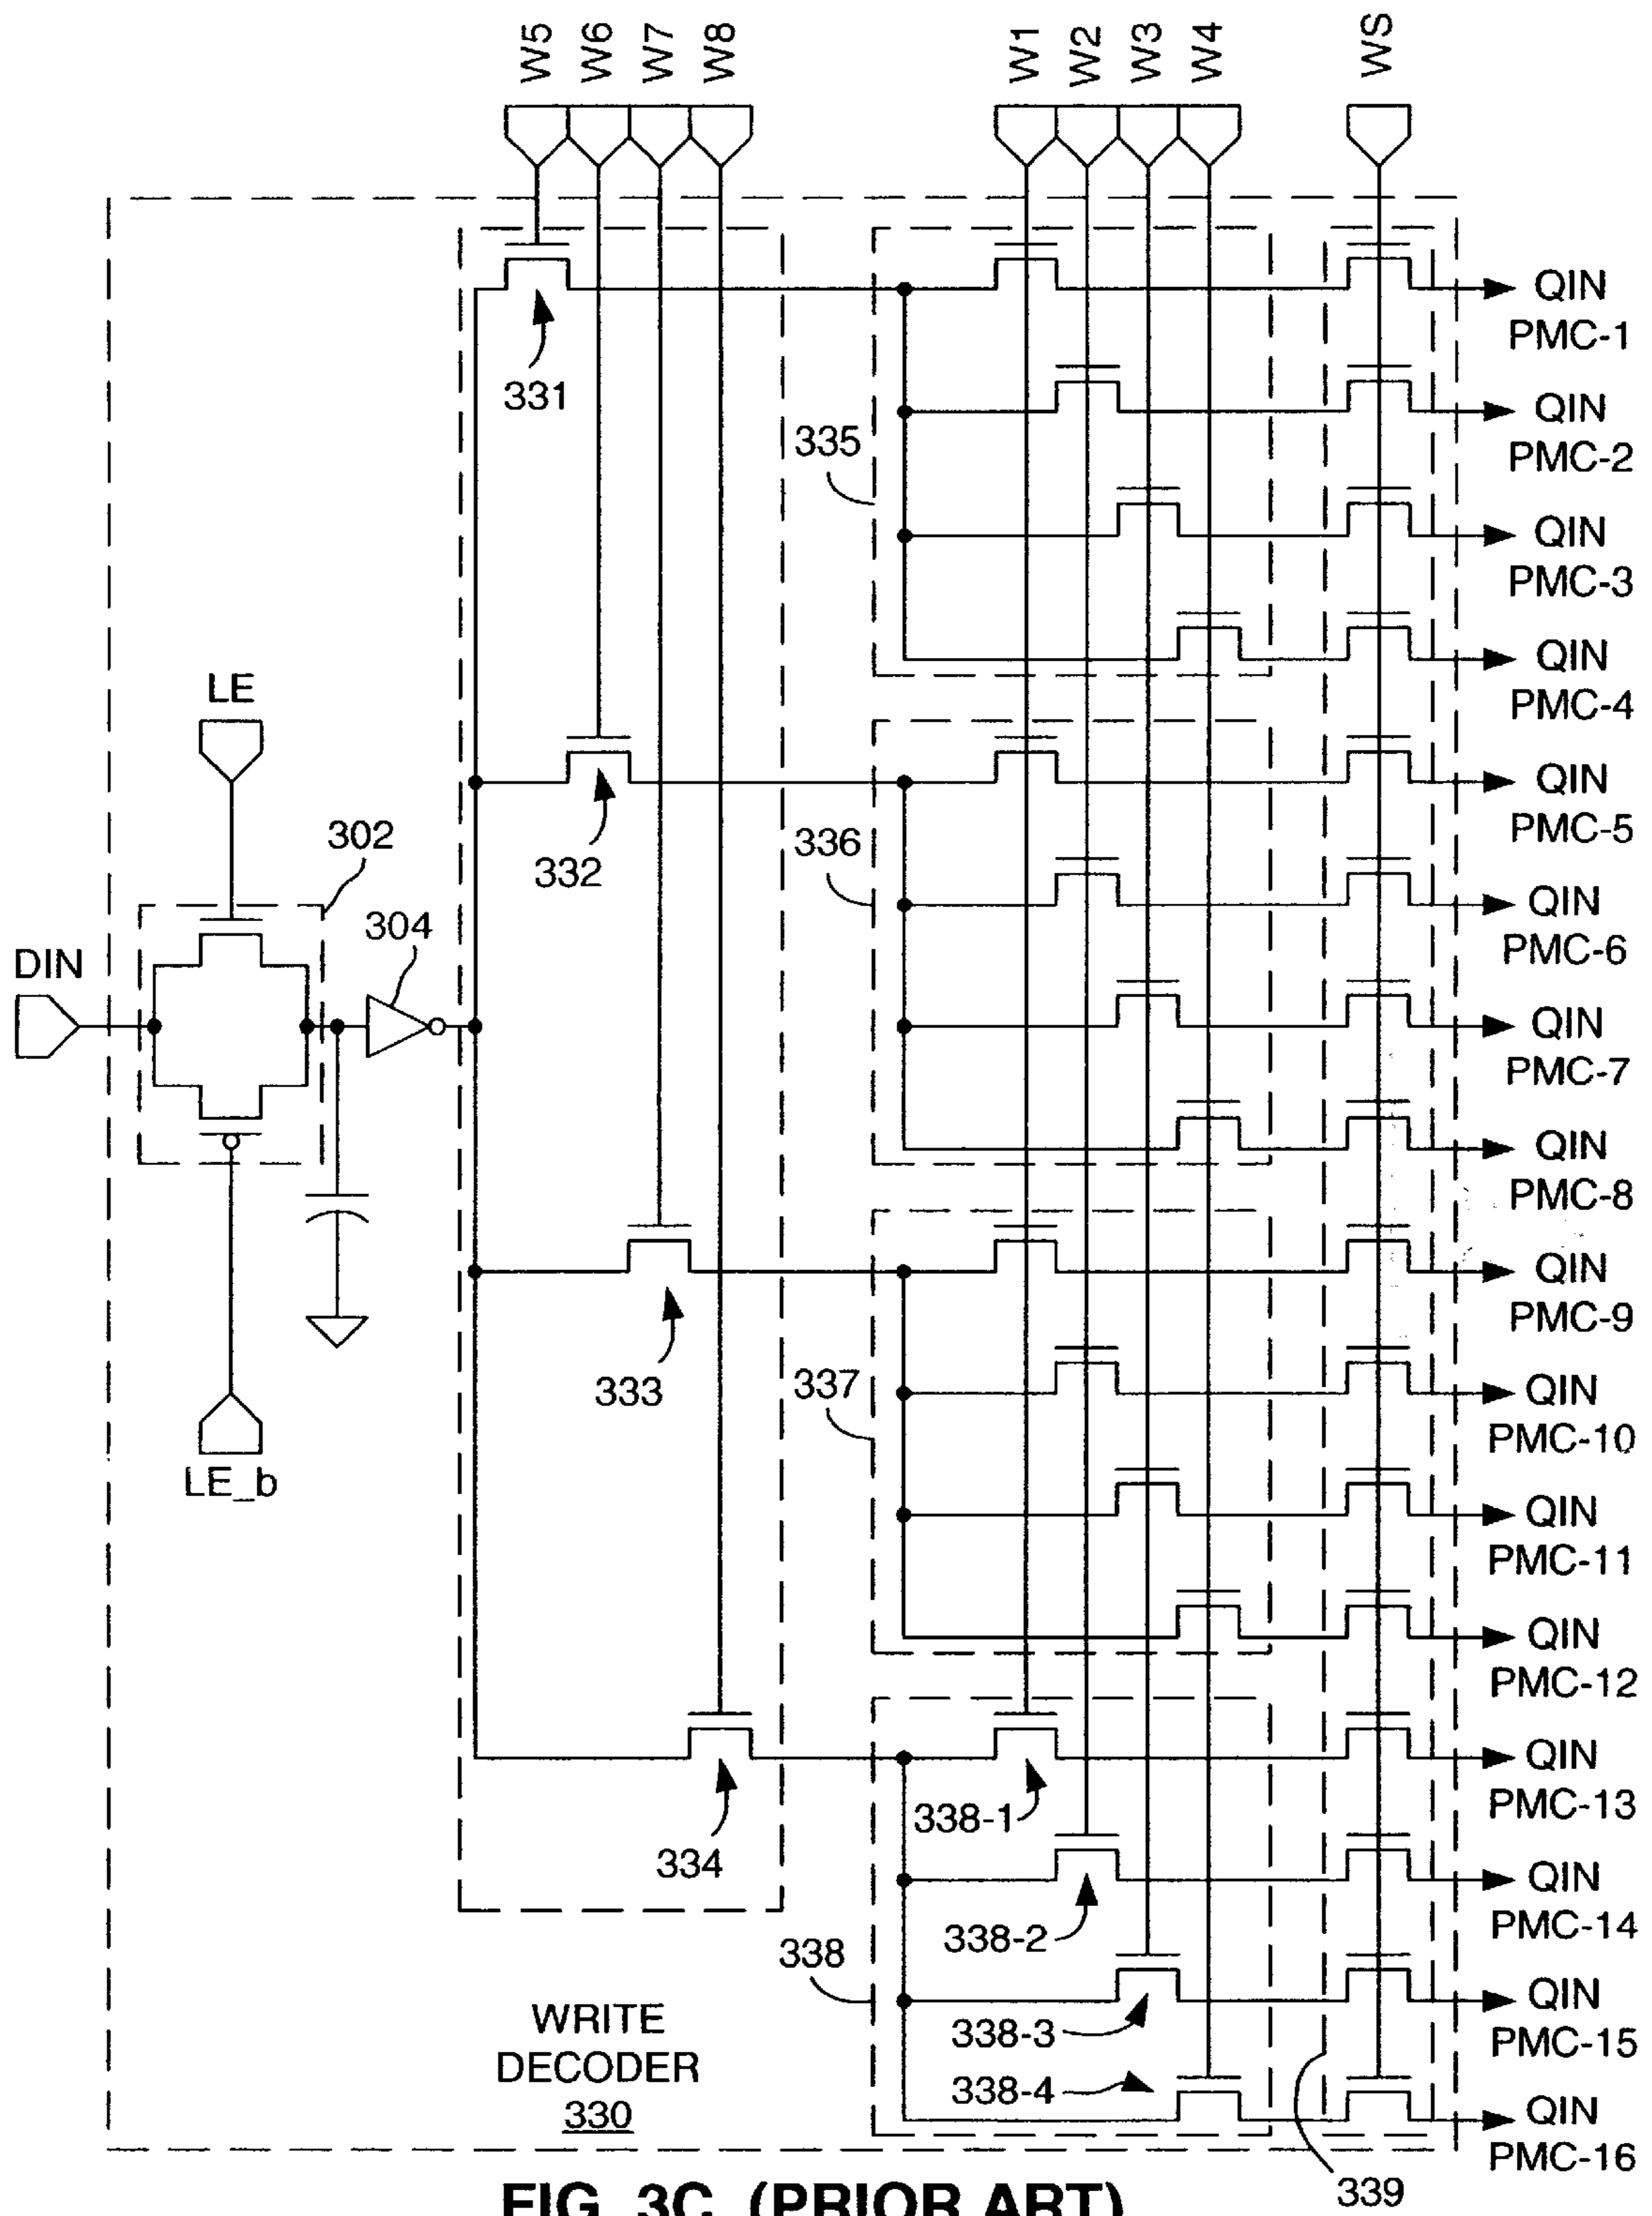 W5
W6
W7
W8
W1
W2
W3
W4
WS
QIN
PMC-1
331
QIN
PMC-2
335
QIN
PMC-3
QIN
PMC-4
LE
QIN
PMC-5
302
332
336
QIN
PMC-6
304
DIN
QIN
PMC-7
QIN
PMC-8
QIN
PMC-9
333
337
QIN
PMC-10
LE_b
QIN
PMC-11
QIN
PMC-12
QIN
PMC-13
338-1
334
QIN
PMC-14
338-2
338
QIN
PMC-15
338-3
WRITE
DECODER
330
338-4
QIN
PMC-16
339
FIG. 3C (PRIOR ART)